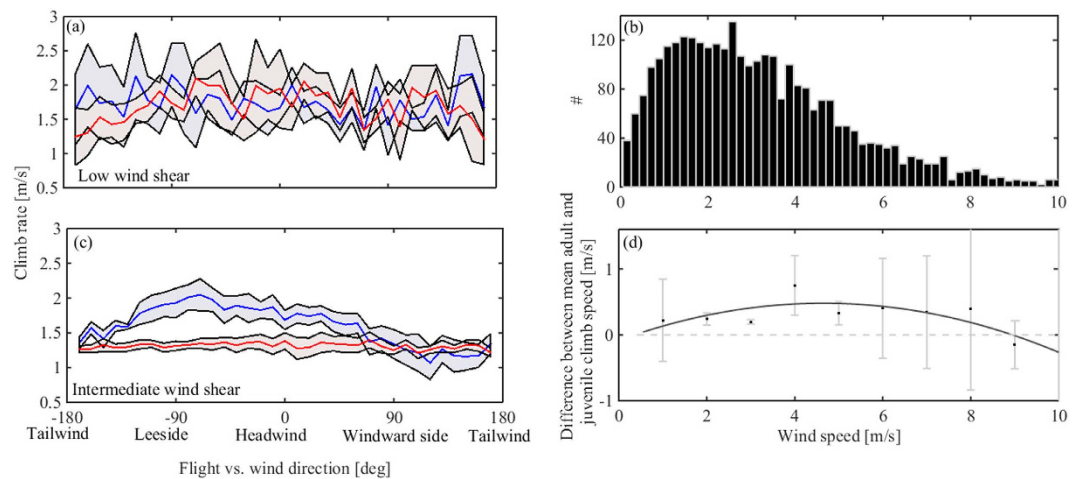 (a)
3
2.5
2
1.5
1
0.5
Low wind shear
Climb rate [m/s]
(c)
3
2.5
2
1.5
1
0.5
Intermediate wind shear
-180 -90 0 90 180
Tailwind Leeside Headwind Windward side Tailwind
Flight vs. wind direction [deg]
(b)
120
80
40
0
#
0 2 4 6 8 10
(d)
1
0
-1
Difference between mean adult and
juvenile climb speed [m/s]
0 2 4 6 8 10
Wind speed [m/s]